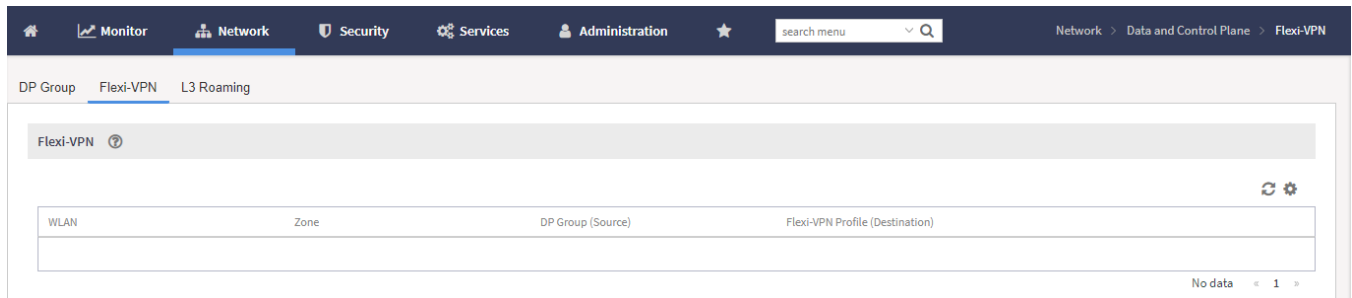 Monitor Network Security Services Administration search menu Network > Data and Control Plane > Flexi-VPN
DP Group Flexi-VPN L3 Roaming
Flexi-VPN ?
WLAN Zone DP Group (Source) Flexi-VPN Profile (Destination)
No data « 1 »